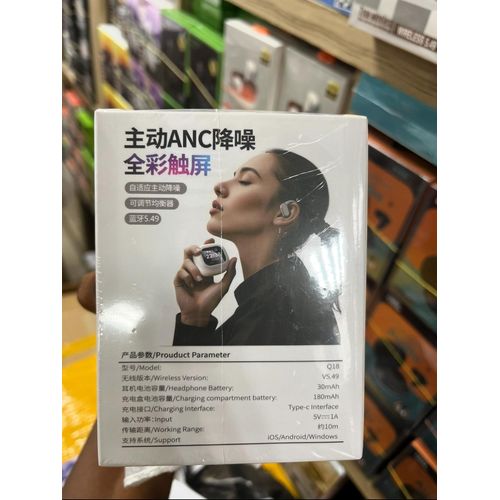 WIRELESS 5.49
主动ANC降噪
全彩触屏
自适应主动降噪
可调节均衡器
蓝牙5.49
产品参数/Prouduct Parameter
型号/Model: Q18
无线版本/Wireless Version: V5.49
耳机电池容量/Headphone Battery: 30mAh
充电盒电池容量/Charging compartment battery: 180mAh
充电接口/Charging Interface: Type-c Interface
输入功率:/Input 5V⎓1A
传输距离/Working Range: 约10m
支持系统/Support iOS/Android/Windows